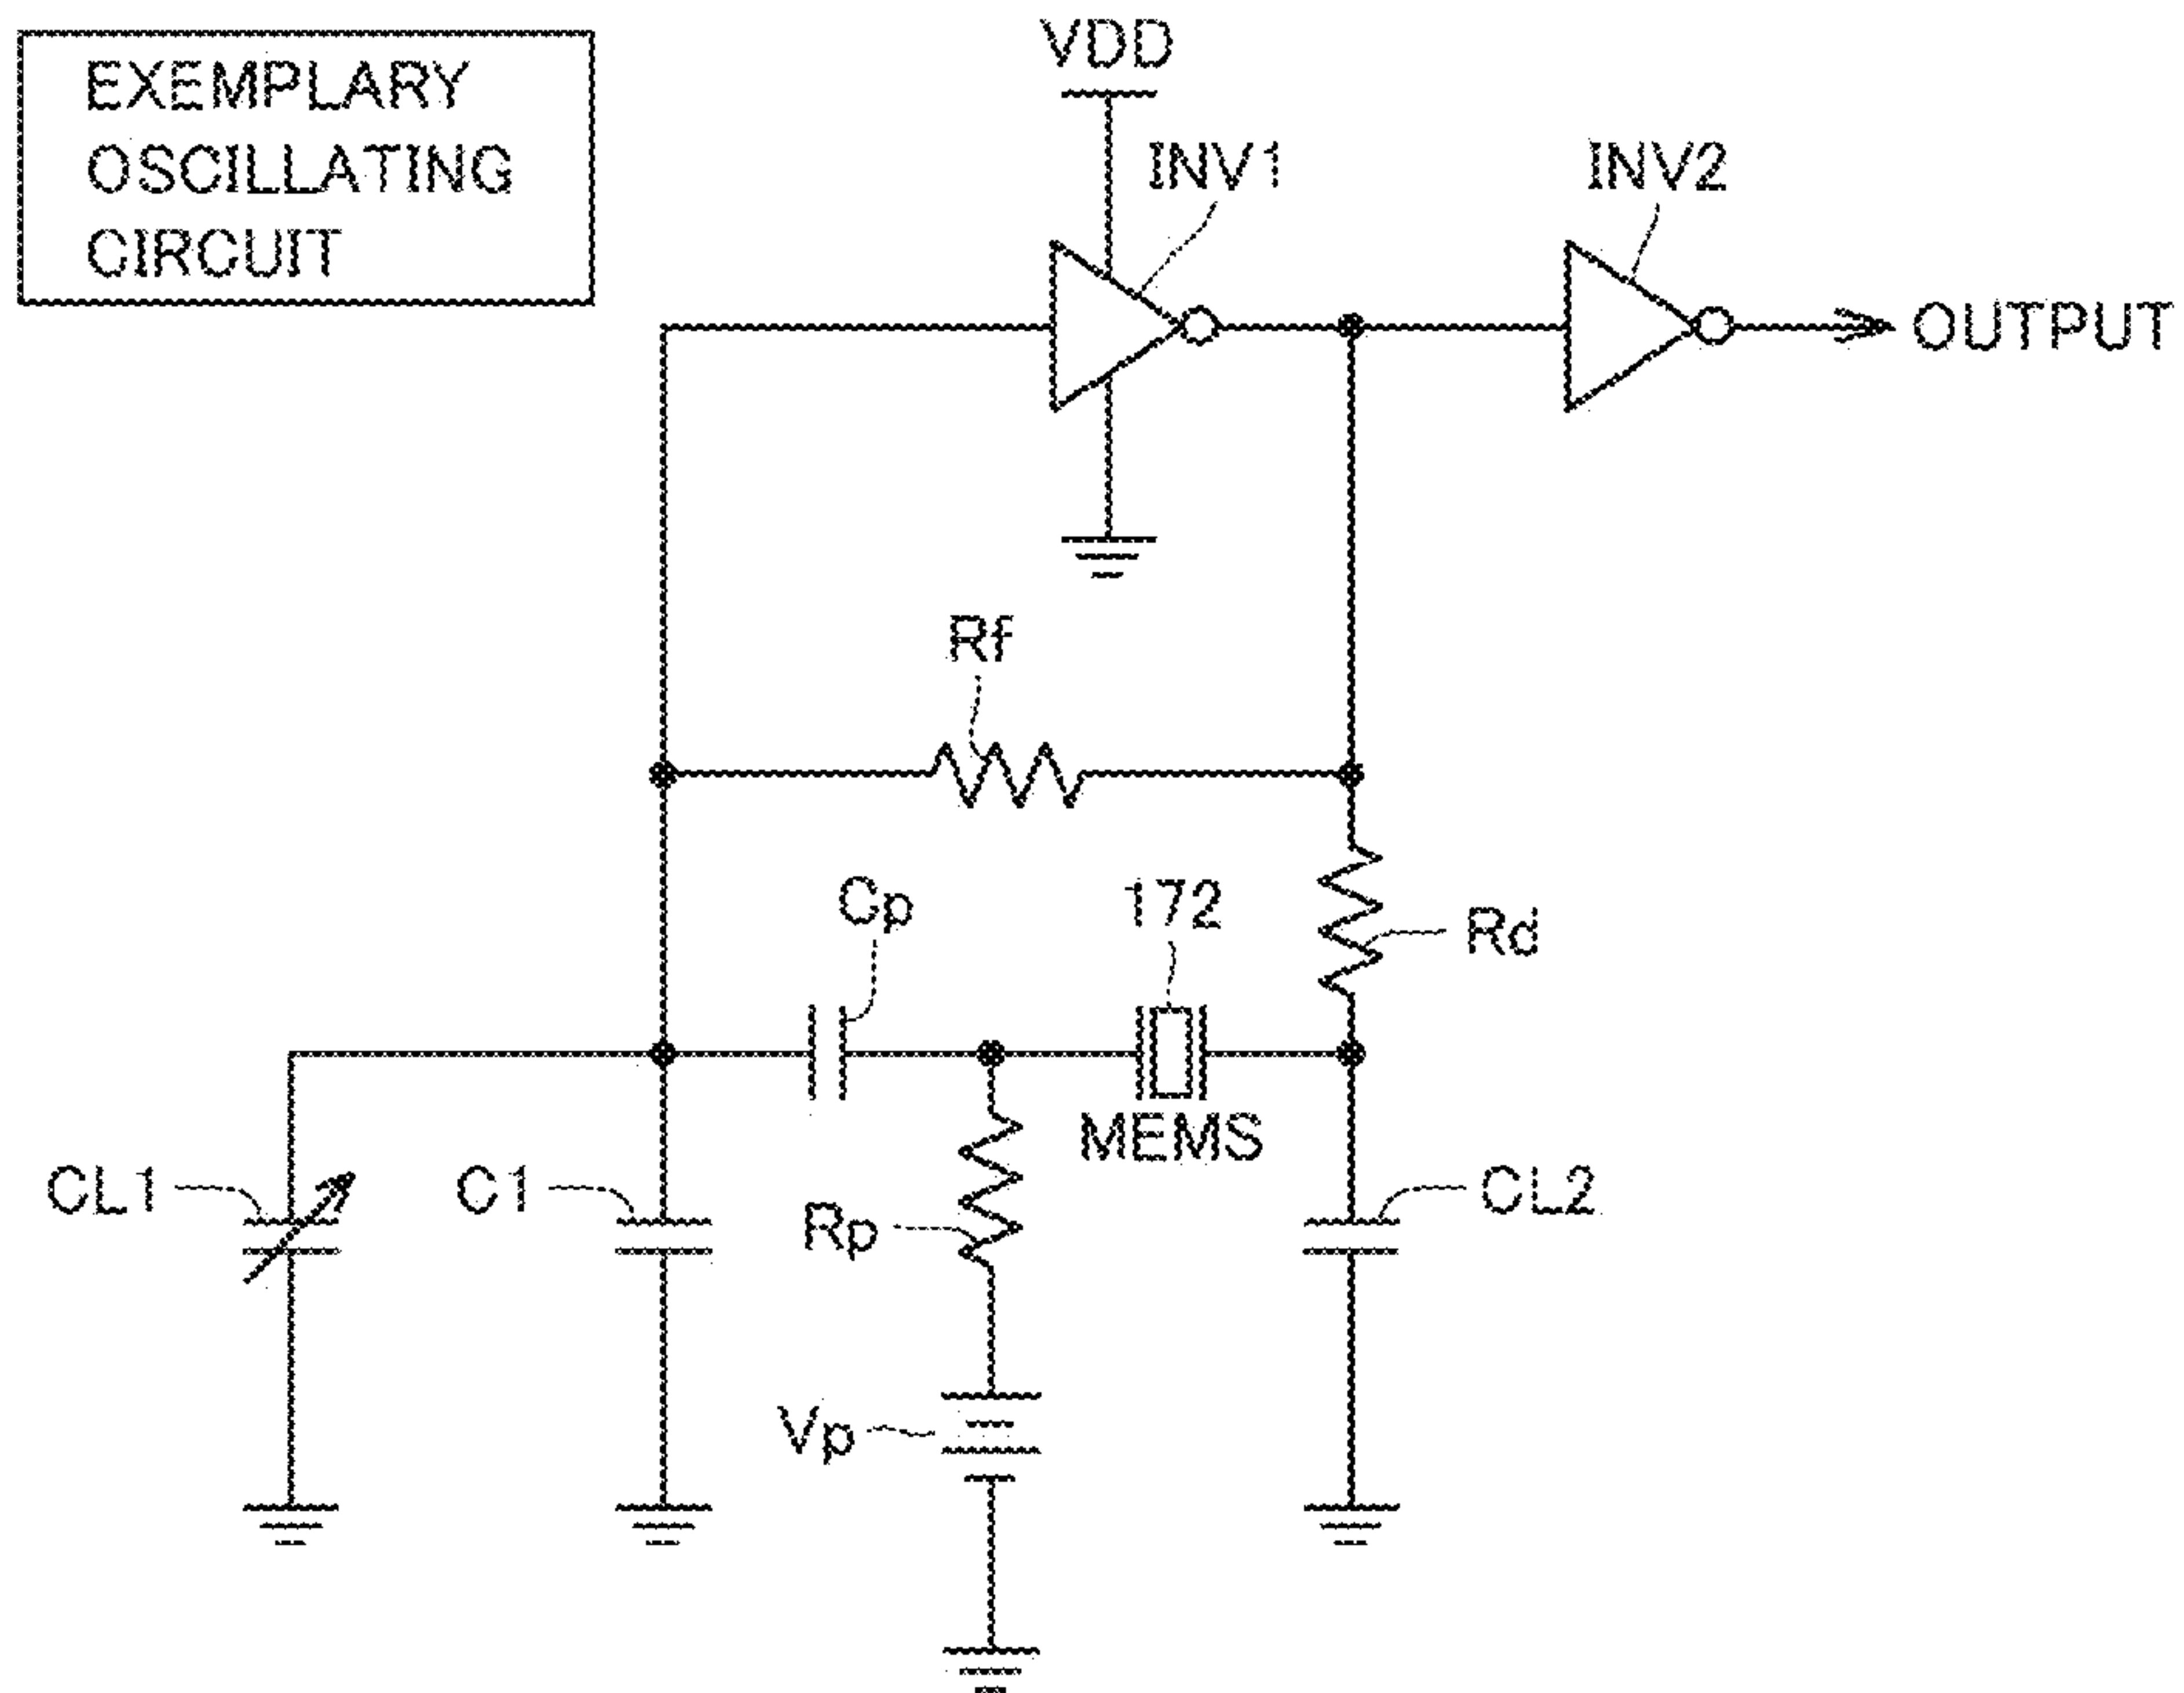 EXEMPLARY
OSCILLATING
CIRCUIT
VDD
INV1
INV2
OUTPUT
Rf
Cp
172
Rd
MEMS
CL1
C1
Rp
CL2
Vp